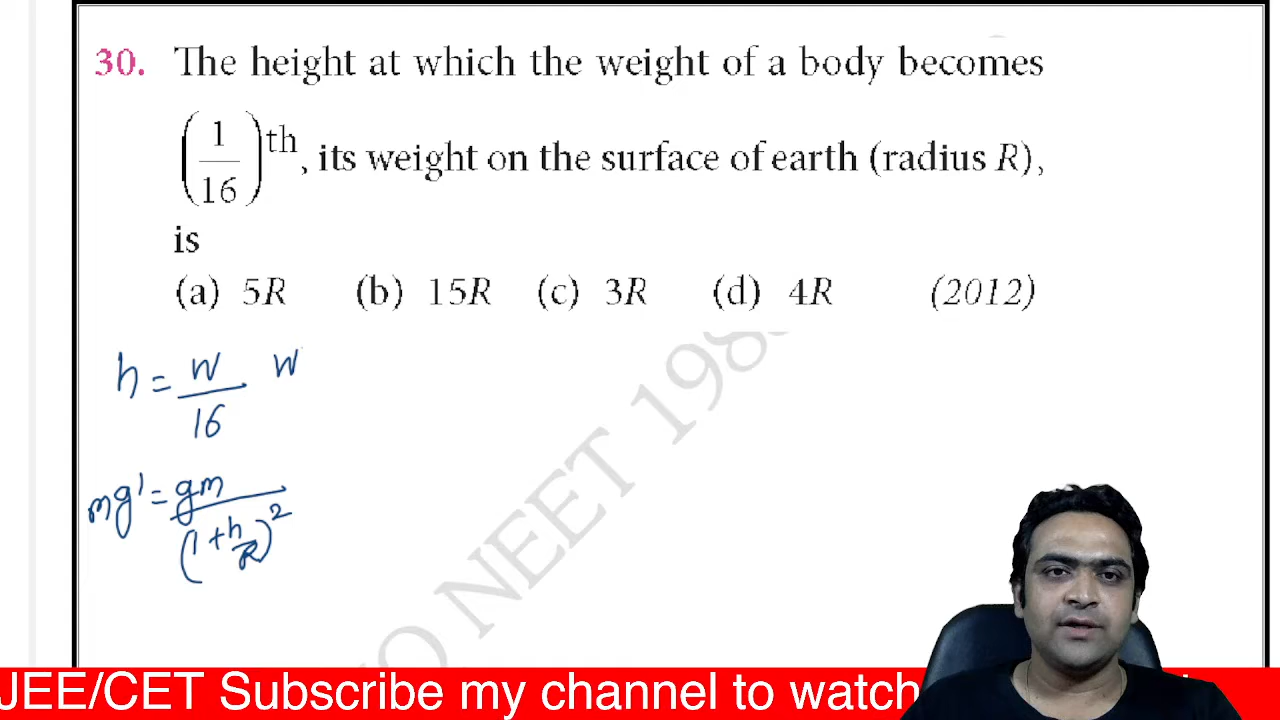 30. The height at which the weight of a body becomes
(1/16)th, its weight on the surface of earth (radius R),
is
(a) 5R (b) 15R (c) 3R (d) 4R (2012)
h = W/16 W
mg' = gm/(1+h/R)²
NEET 198
JEE/CET Subscribe my channel to watch